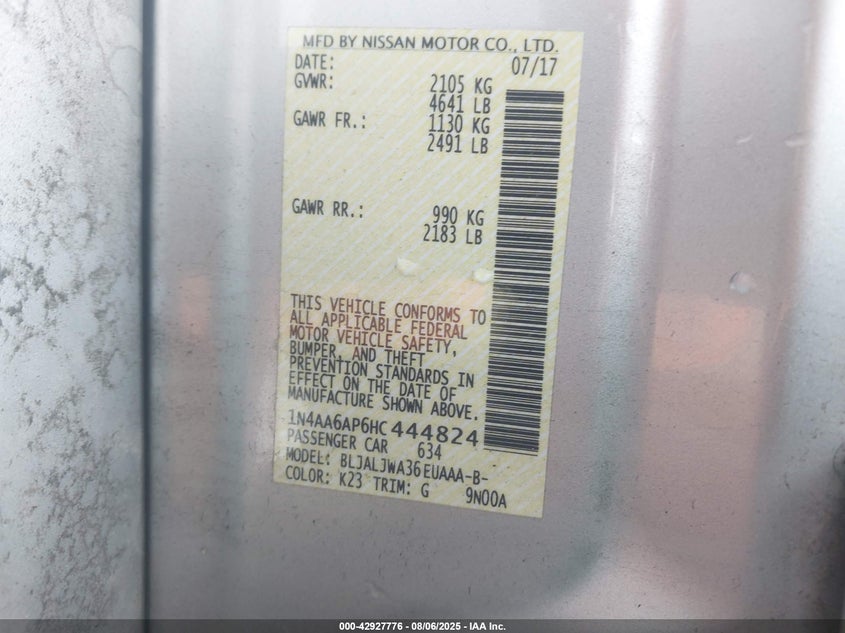 MFD BY NISSAN MOTOR CO., LTD.
DATE: 07/17
GVWR: 2105 KG
4641 LB
GAWR FR.: 1130 KG
2491 LB
GAWR RR.: 990 KG
2183 LB
THIS VEHICLE CONFORMS TO
ALL APPLICABLE FEDERAL
MOTOR VEHICLE SAFETY,
BUMPER, AND THEFT
PREVENTION STANDARDS IN
EFFECT ON THE DATE OF
MANUFACTURE SHOWN ABOVE.
1N4AA6AP6HC444824
PASSENGER CAR 634
MODEL: BLJALJWA36EUAAA-B-
COLOR: K23 TRIM: G 9N00A
000-42927776 - 08/06/2025 - IAA Inc.